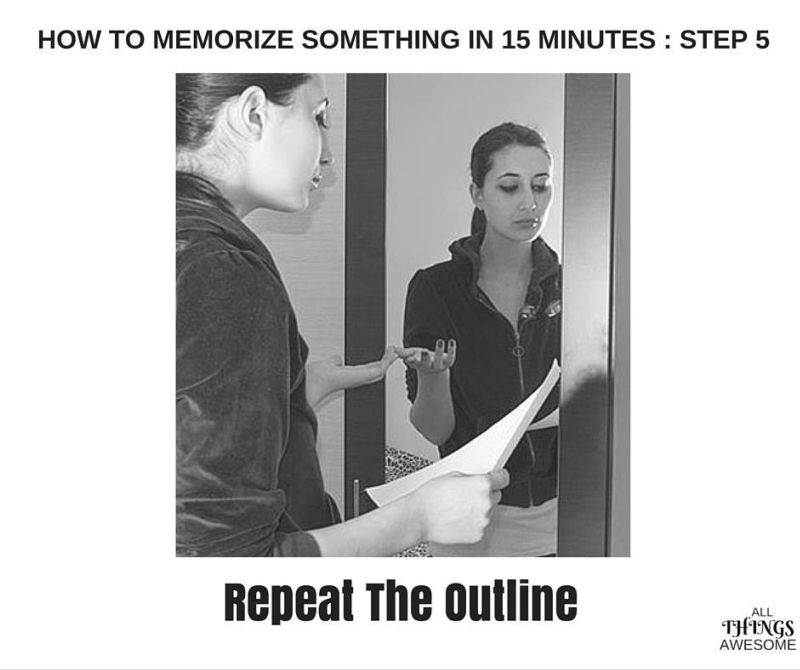 HOW TO MEMORIZE SOMETHING IN 15 MINUTES : STEP 5
Repeat The Outline
ALL
THINGS
AWESOME